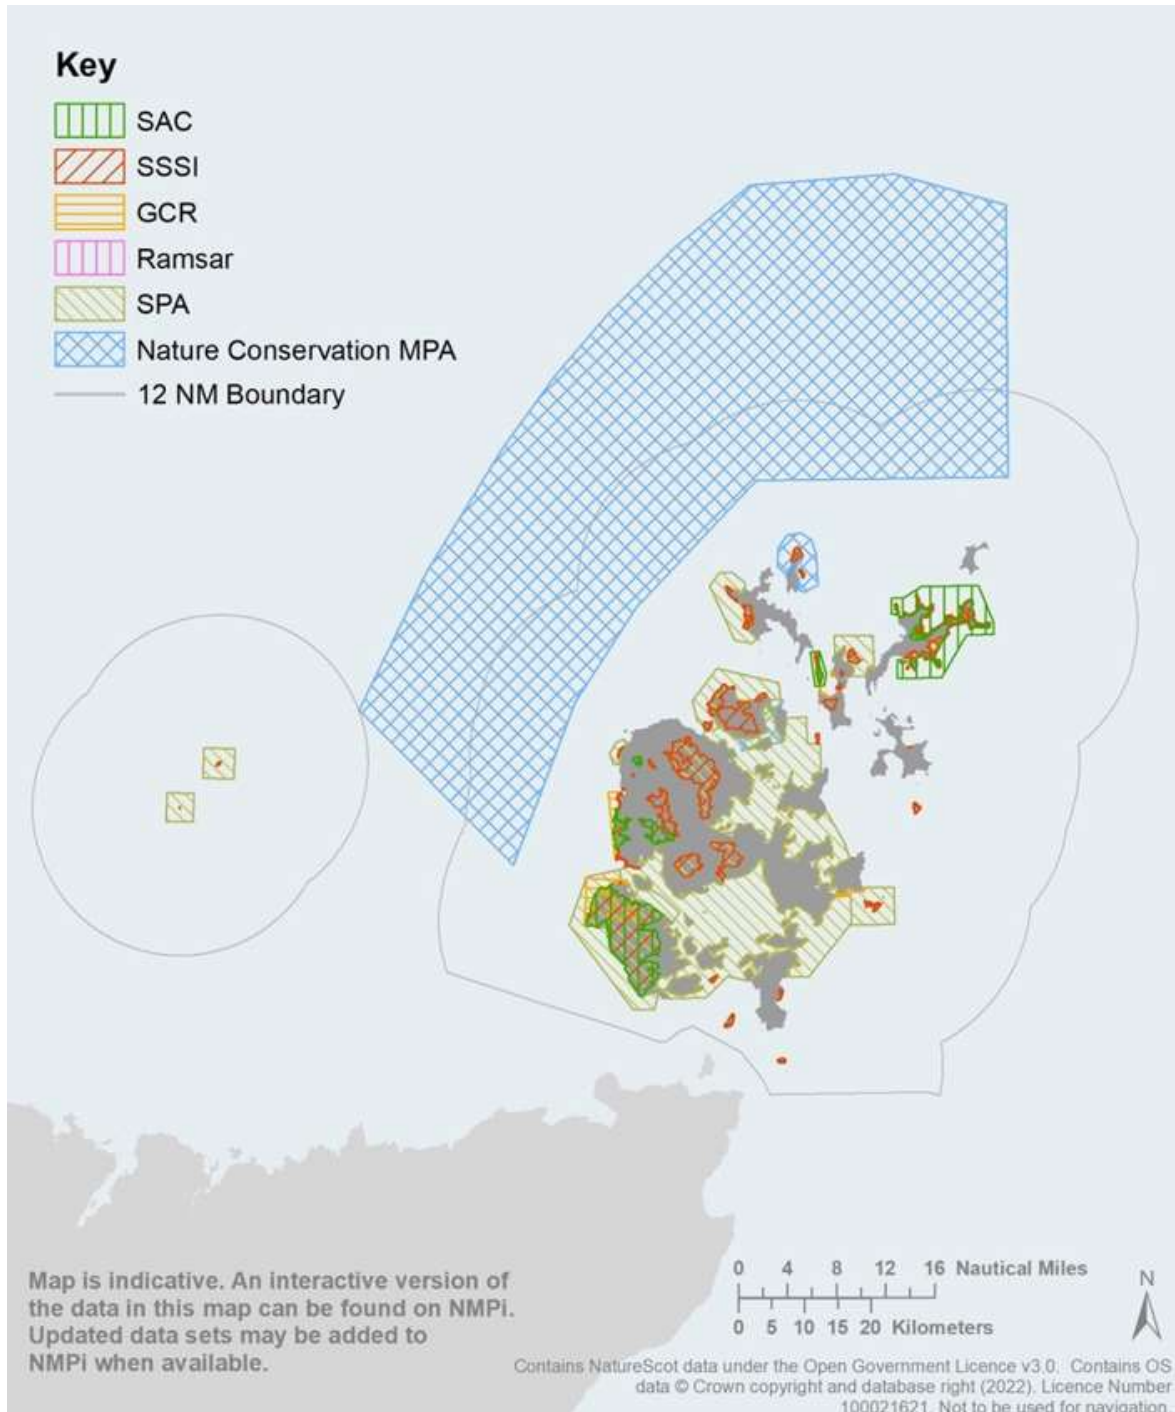 Key
SAC
SSSI
GCR
Ramsar
SPA
Nature Conservation MPA
12 NM Boundary
Map is indicative. An interactive version of
the data in this map can be found on NMPi.
Updated data sets may be added to
NMPi when available.
0 4 8 12 16 Nautical Miles
0 5 10 15 20 Kilometers
N
Contains NatureScot data under the Open Government Licence v3.0. Contains OS
data © Crown copyright and database right (2022). Licence Number
100021621. Not to be used for navigation.